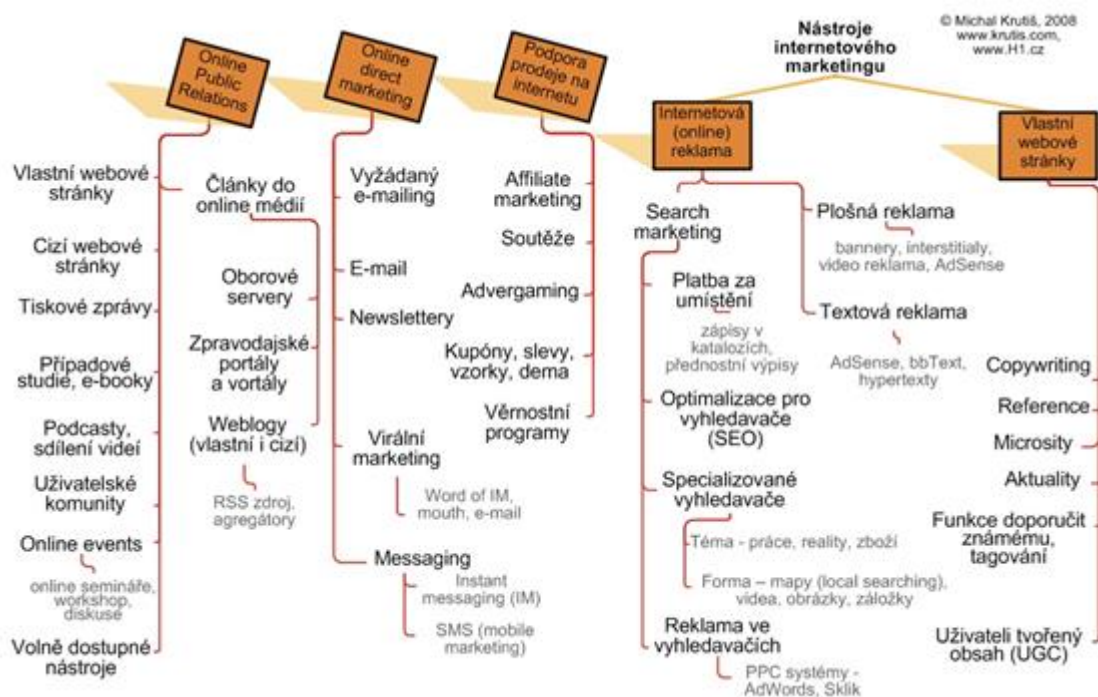 Nástroje
internetového
marketingu
© Michal Krutiš, 2008
www.krutis.com,
www.H1.cz
Online
Public
Relations
Vlastní webové
stránky
Cizí webové
stránky
Tiskové zprávy
Případové
studie, e-booky
Podcasty,
sdílení videí
Uživatelské
komunity
Online events
online semináře,
workshop,
diskuse
Volně dostupné
nástroje
Články do
online médií
Oborové
servery
Zpravodajské
portály
a vortály
Weblogy
(vlastní i cizí)
RSS zdroj,
agregátory
Online
direct
marketing
Vyžádaný
e-mailing
E-mail
Newslettery
Virální
marketing
Word of IM,
mouth, e-mail
Messaging
Instant
messaging (IM)
SMS (mobile
marketing)
Podpora
prodeje na
internetu
Affiliate
marketing
Soutěže
Advergaming
Kupóny, slevy,
vzorky, dema
Věrnostní
programy
Internetová
(online)
reklama
Search
marketing
Platba za
umístění
zápisy v
katalozích,
přednostní výpisy
Optimalizace pro
vyhledavače
(SEO)
Specializované
vyhledavače
Téma - práce, reality, zboží
Forma – mapy (local searching),
videa, obrázky, záložky
Reklama ve
vyhledavačích
PPC systémy -
AdWords, Sklik
Plošná reklama
bannery, interstitialy,
video reklama, AdSense
Textová reklama
AdSense, bbText,
hypertexty
Vlastní
webové
stránky
Copywriting
Reference
Microsity
Aktuality
Funkce doporučit
známému,
tagování
Uživateli tvořený
obsah (UGC)